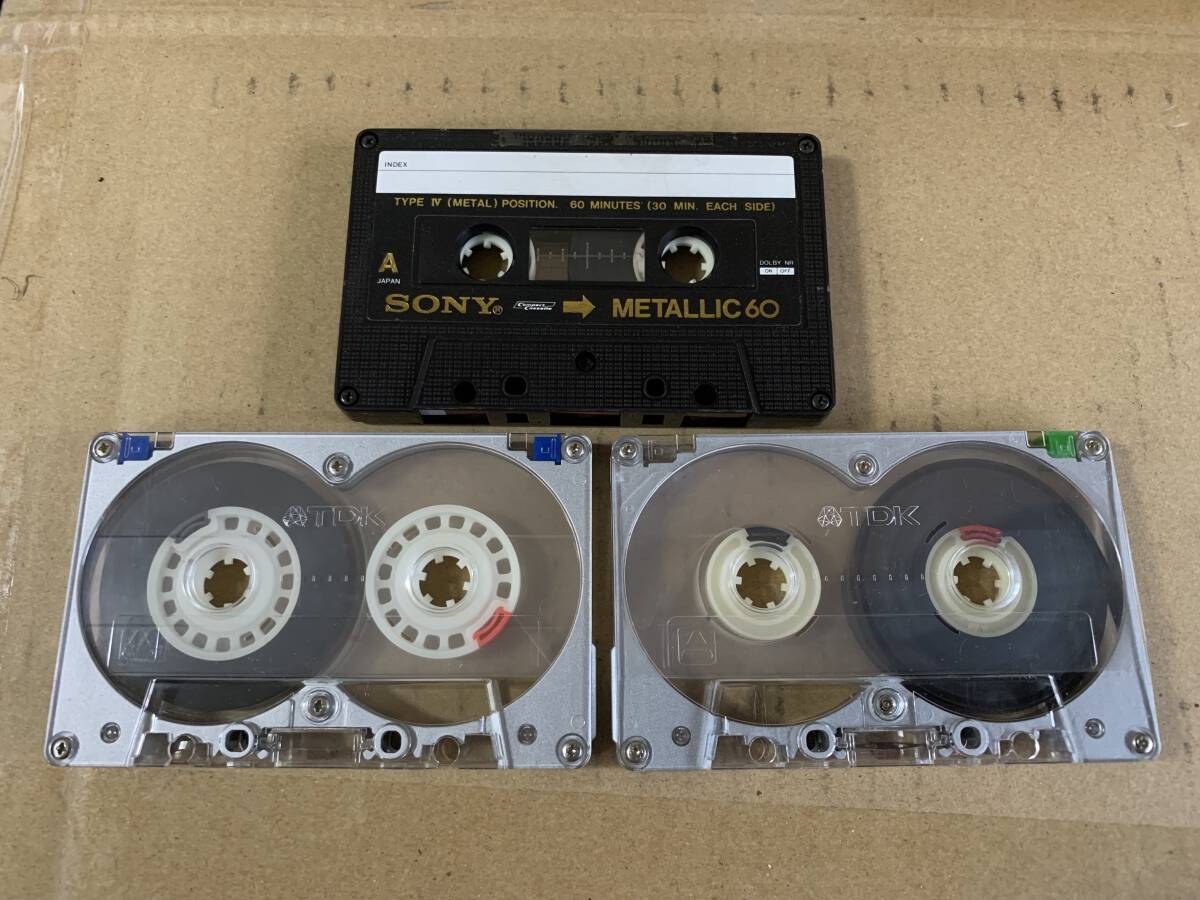 INDEX
TYPE IV (METAL) POSITION. 60 MINUTES (30 MIN. EACH SIDE)
A
JAPAN
DOLBY NR
ON OFF
SONY®
Compact Cassette
METALLIC 60
TDK
TDK
A